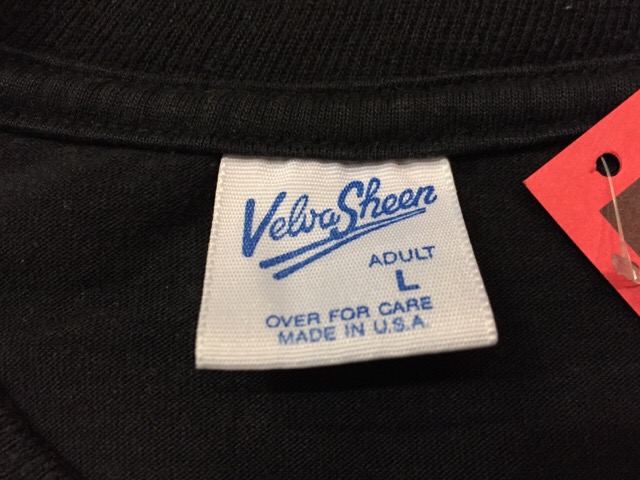 Velva Sheen
ADULT
L
OVER FOR CARE
MADE IN U.S.A.